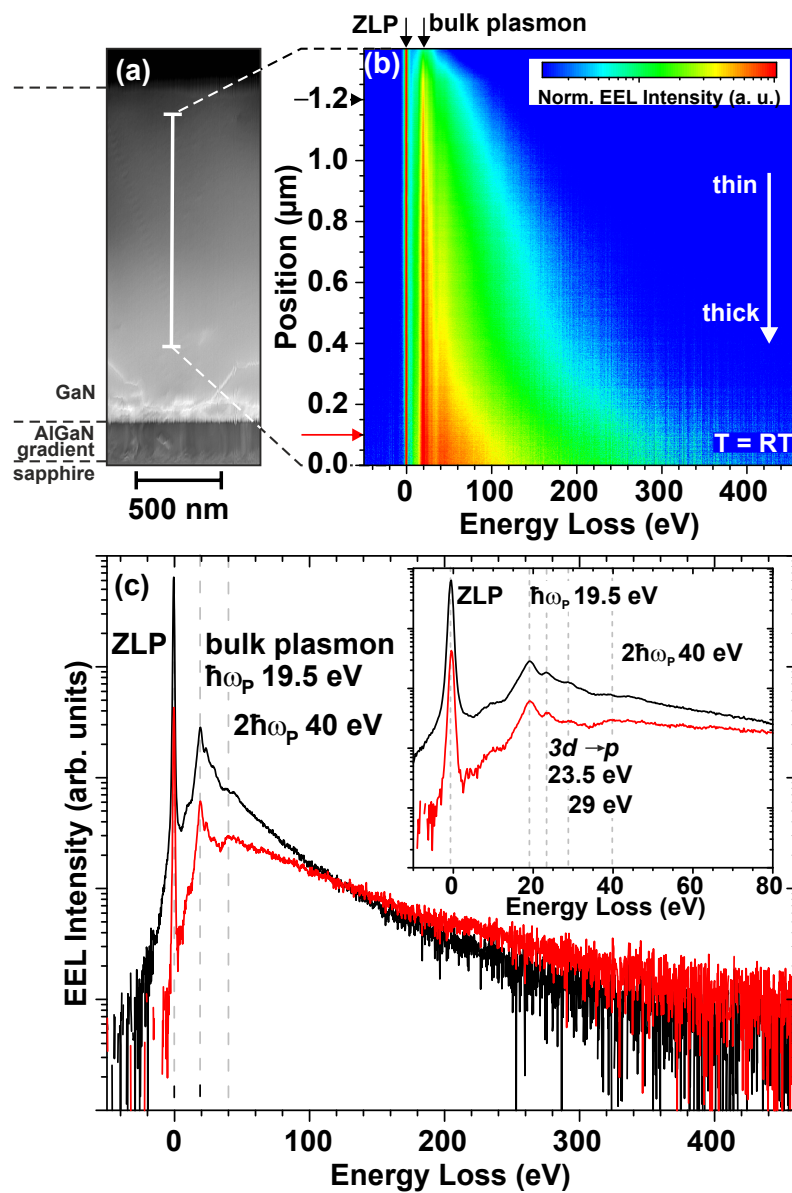 ZLP bulk plasmon
(a)
GaN
AlGaN
gradient
sapphire
500 nm
(b)
Norm. EEL Intensity (a. u.)
thin
thick
T = RT
1.2
1.0
0.8
0.6
0.4
0.2
0.0
Position (µm)
0 100 200 300 400
Energy Loss (eV)
(c)
ZLP
bulk plasmon
ħωP 19.5 eV
2ħωP 40 eV
EEL Intensity (arb. units)
0 100 200 300 400
Energy Loss (eV)
ZLP
ħωP 19.5 eV
2ħωP 40 eV
3d →p
23.5 eV
29 eV
0 20 40 60 80
Energy Loss (eV)